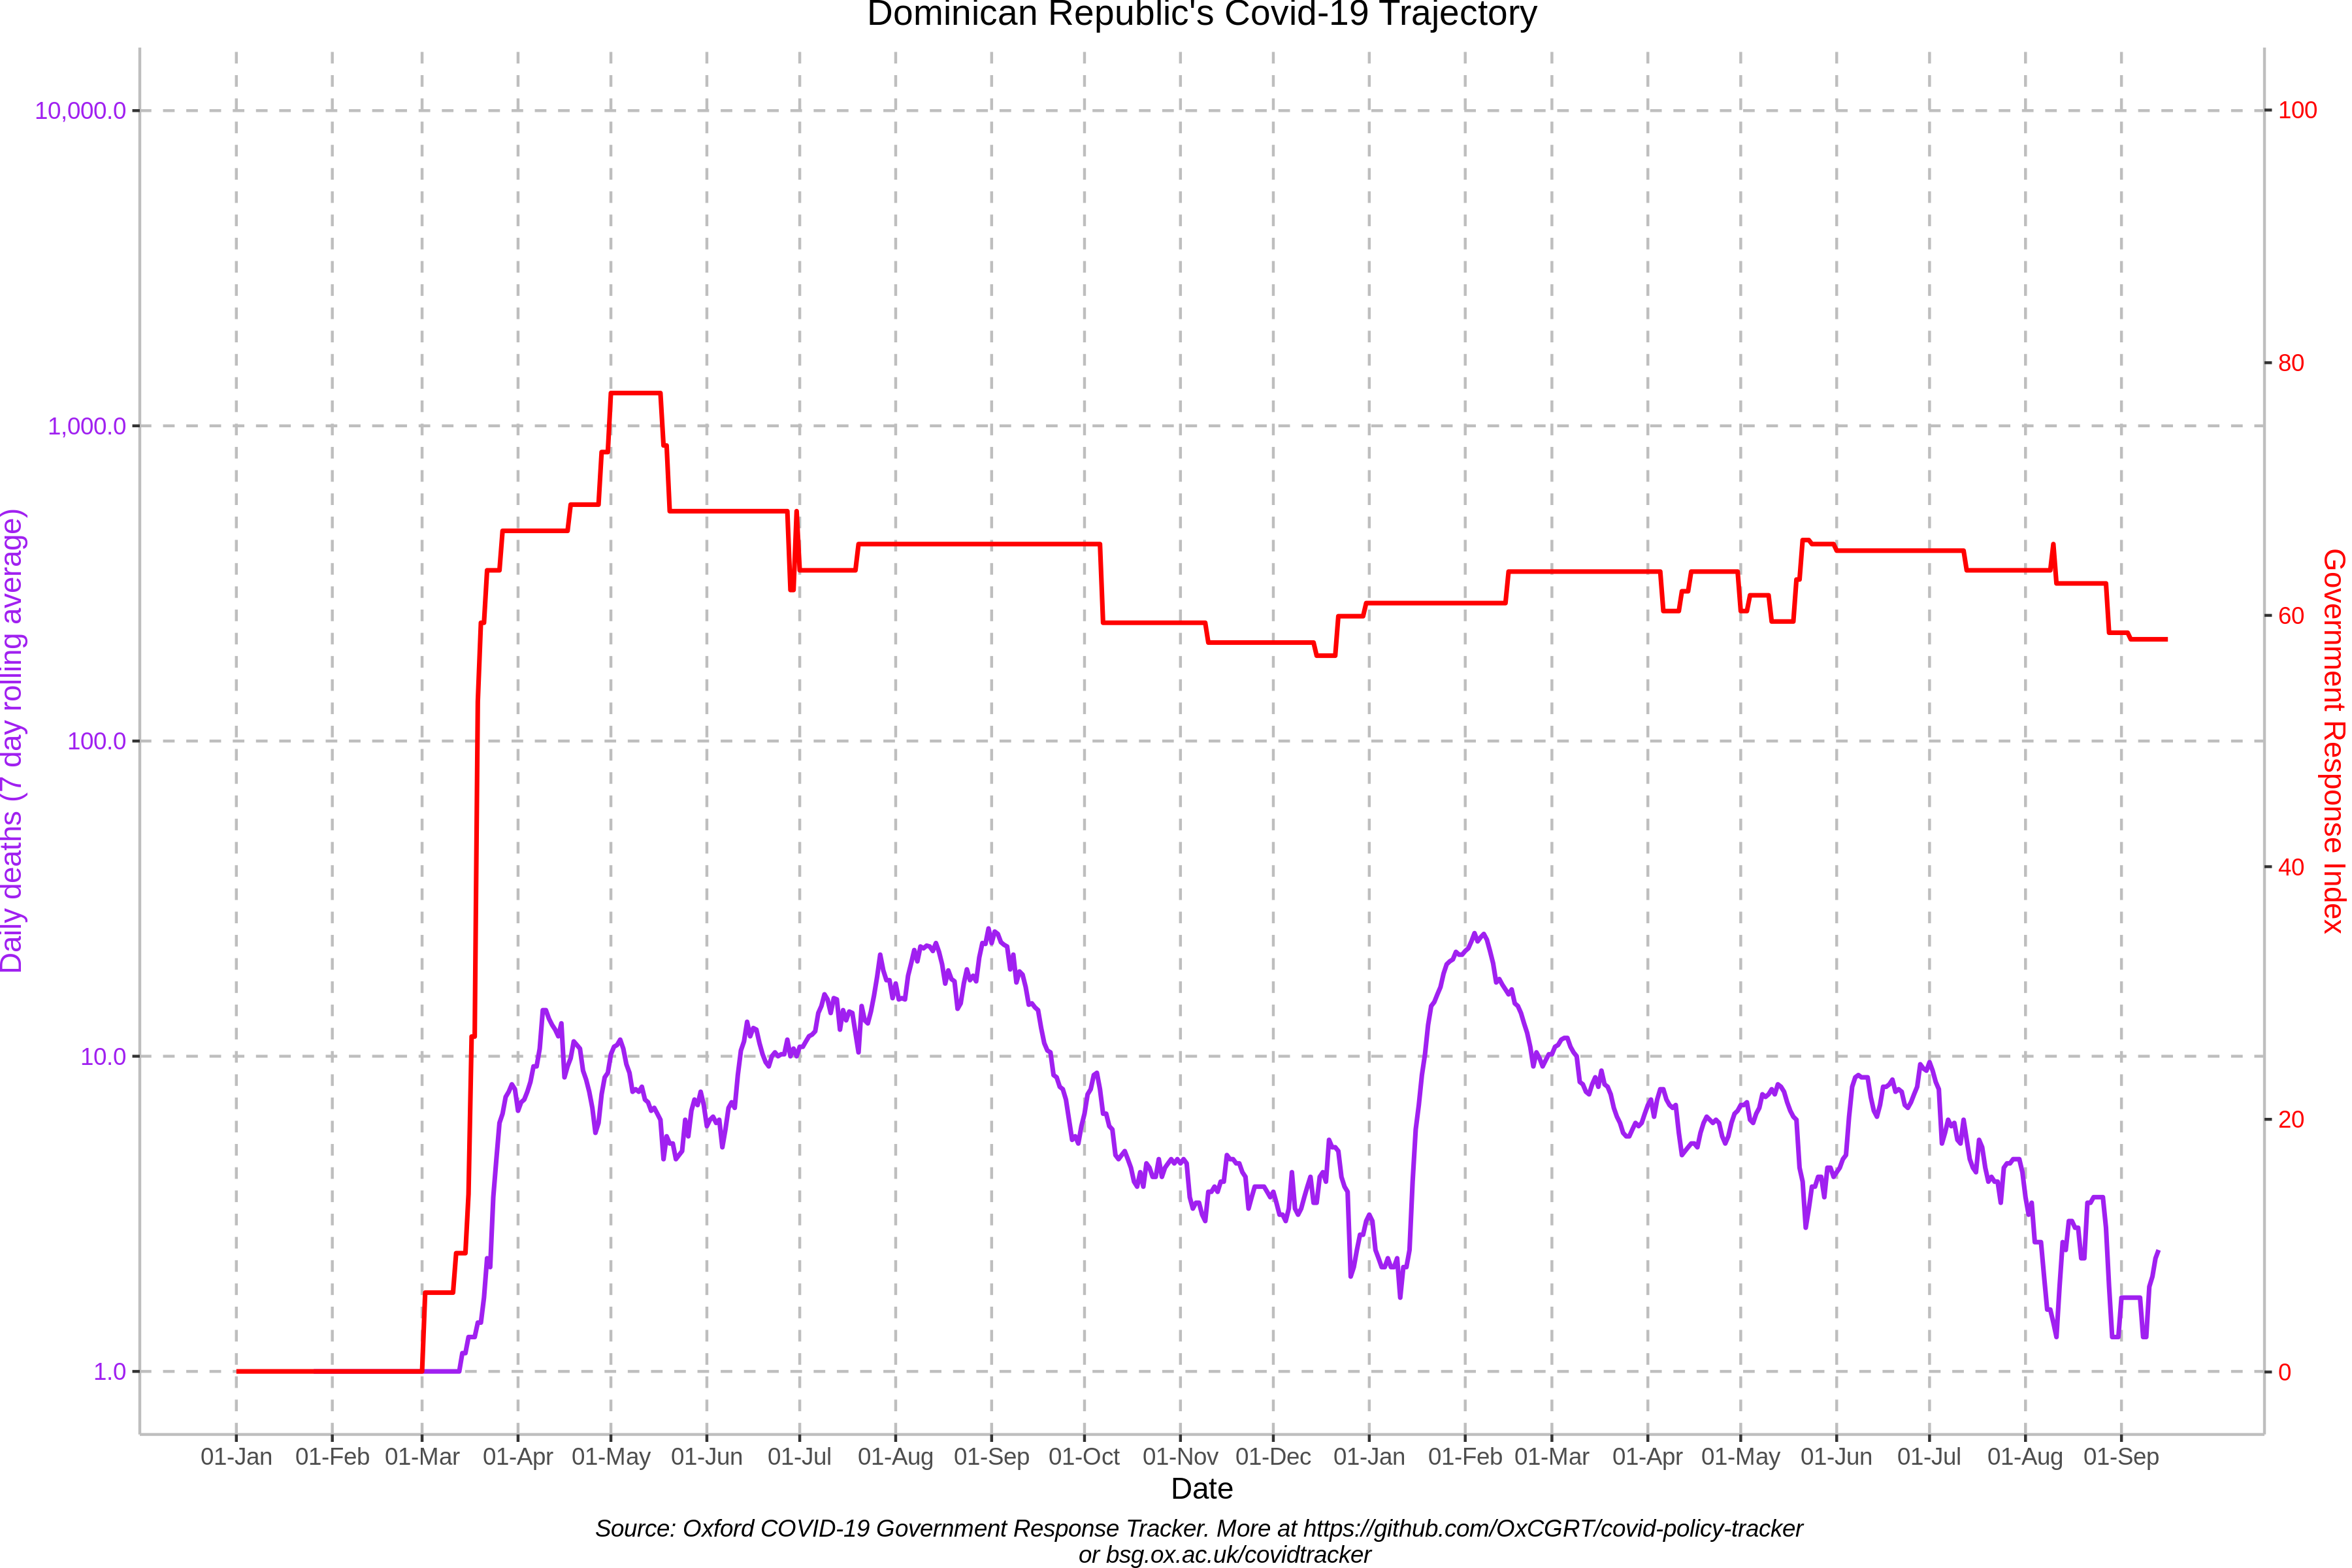 Dominican Republic's Covid-19 Trajectory
10,000.0
1,000.0
100.0
10.0
1.0
Daily deaths (7 day rolling average)
100
80
60
40
20
0
Government Response Index
01-Jan 01-Feb 01-Mar 01-Apr 01-May 01-Jun 01-Jul 01-Aug 01-Sep 01-Oct 01-Nov 01-Dec 01-Jan 01-Feb 01-Mar 01-Apr 01-May 01-Jun 01-Jul 01-Aug 01-Sep
Date
Source: Oxford COVID-19 Government Response Tracker. More at https://github.com/OxCGRT/covid-policy-tracker
or bsg.ox.ac.uk/covidtracker